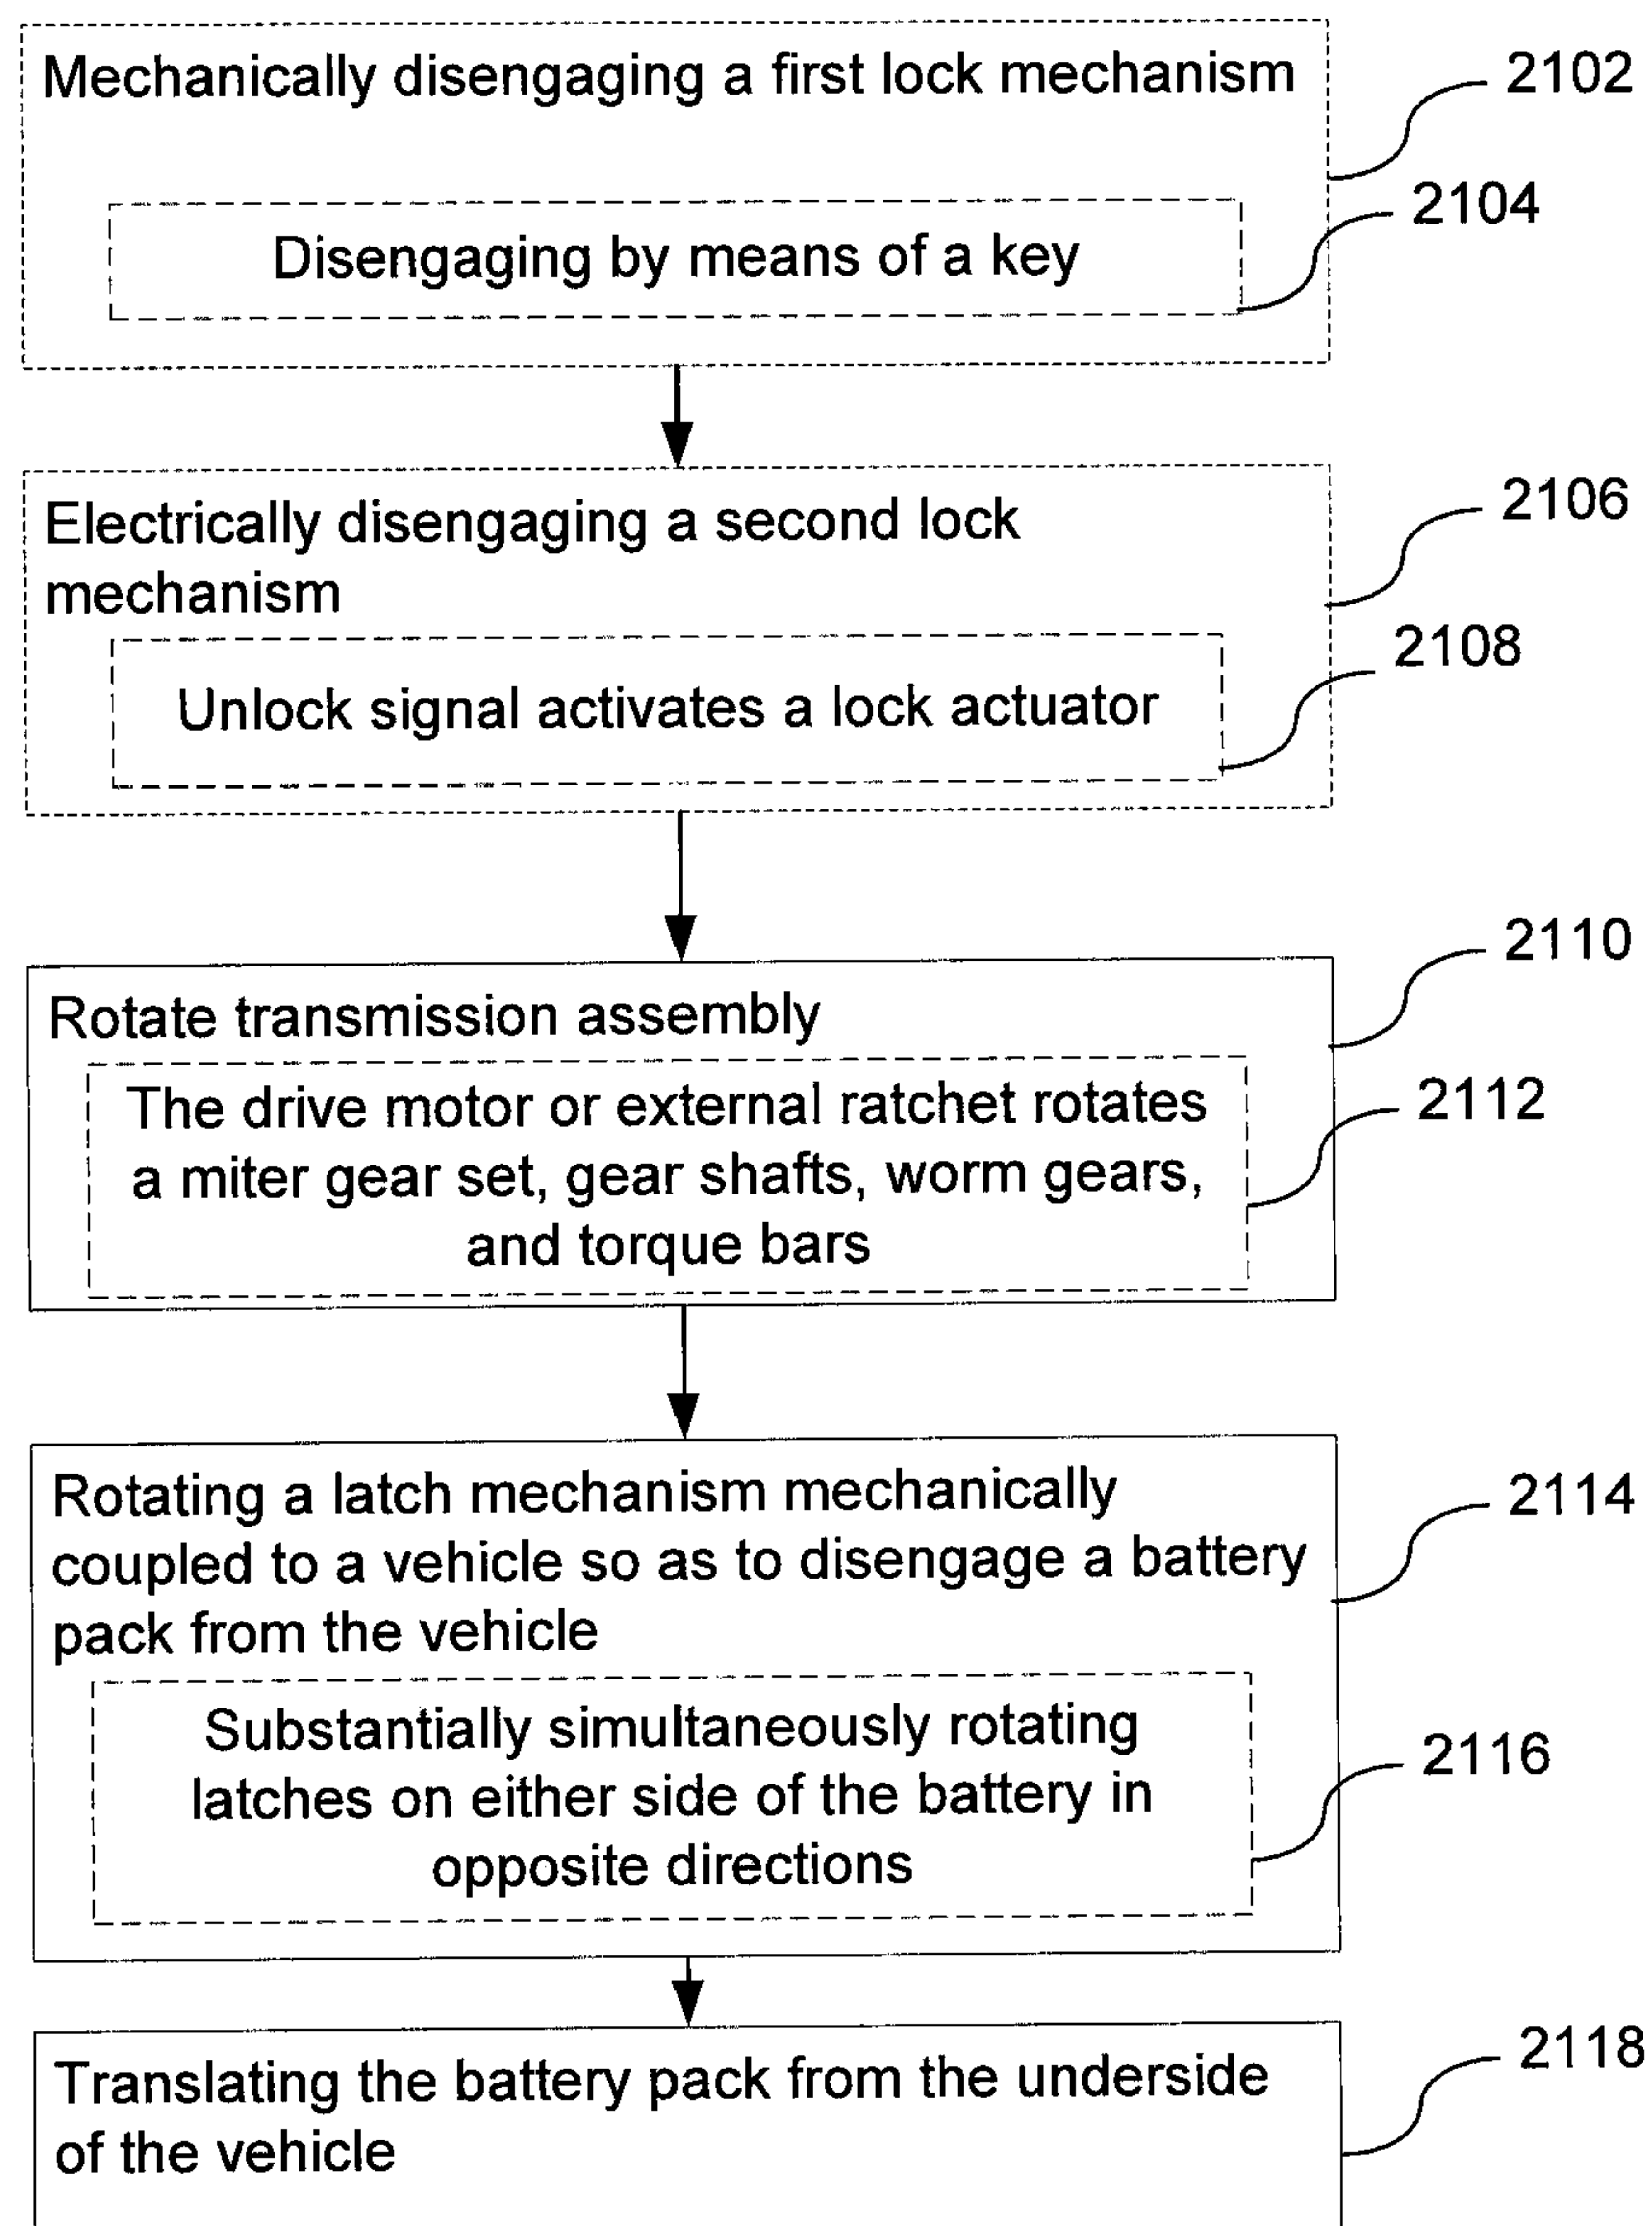 Mechanically disengaging a first lock mechanism
2102
2104
Disengaging by means of a key
2106
Electrically disengaging a second lock
mechanism
2108
Unlock signal activates a lock actuator
2110
Rotate transmission assembly
2112
The drive motor or external ratchet rotates
a miter gear set, gear shafts, worm gears,
and torque bars
2114
Rotating a latch mechanism mechanically
coupled to a vehicle so as to disengage a battery
pack from the vehicle
2116
Substantially simultaneously rotating
latches on either side of the battery in
opposite directions
2118
Translating the battery pack from the underside
of the vehicle